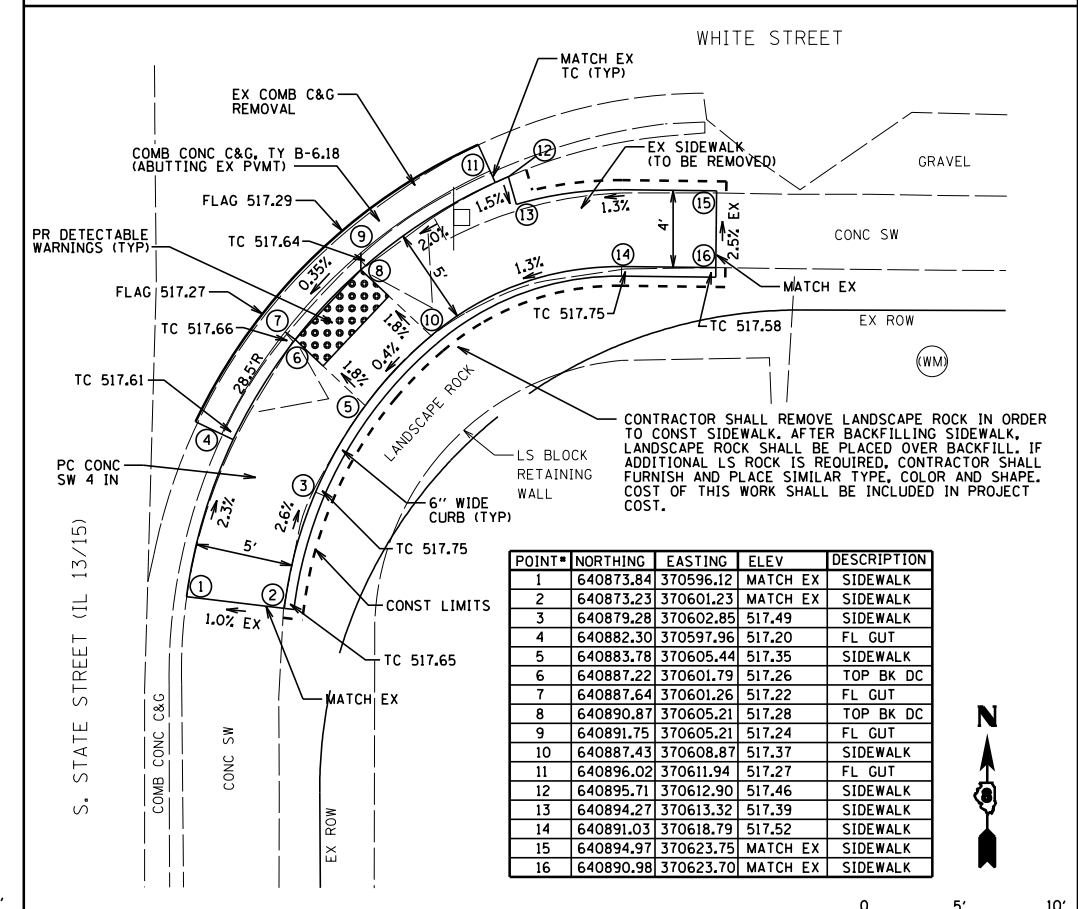 WHITE STREET
MATCH EX
TC (TYP)
EX COMB C&G
REMOVAL
COMB CONC C&G, TY B-6.18
(ABUTTING EX PVMT)
EX SIDEWALK
(TO BE REMOVED)
GRAVEL
FLAG 517.29
PR DETECTABLE
WARNINGS (TYP)
TC 517.64
FLAG 517.27
TC 517.66
TC 517.61
28.5'R
0.35%
1.5%
2.0%
1.3%
1.3%
1.8%
0.4%
1.8%
5'
4'
2.5% EX
CONC SW
MATCH EX
TC 517.75
TC 517.58
EX ROW
(WM)
11
12
13
15
9
8
14
16
7
10
6
5
4
3
1
2
PC CONC
SW 4 IN
2.3%
2.6%
5'
1.0% EX
LANDSCAPE ROCK
LS BLOCK
RETAINING
WALL
6" WIDE
CURB (TYP)
TC 517.75
CONST LIMITS
TC 517.65
MATCH EX
CONTRACTOR SHALL REMOVE LANDSCAPE ROCK IN ORDER
TO CONST SIDEWALK. AFTER BACKFILLING SIDEWALK,
LANDSCAPE ROCK SHALL BE PLACED OVER BACKFILL. IF
ADDITIONAL LS ROCK IS REQUIRED, CONTRACTOR SHALL
FURNISH AND PLACE SIMILAR TYPE, COLOR AND SHAPE.
COST OF THIS WORK SHALL BE INCLUDED IN PROJECT
COST.
S. STATE STREET (IL 13/15)
COMB CONC C&G
CONC SW
EX ROW
POINT# NORTHING EASTING ELEV DESCRIPTION
1 640873.84 370596.12 MATCH EX SIDEWALK
2 640873.23 370601.23 MATCH EX SIDEWALK
3 640879.28 370602.85 517.49 SIDEWALK
4 640882.30 370597.96 517.20 FL GUT
5 640883.78 370605.44 517.35 SIDEWALK
6 640887.22 370601.79 517.26 TOP BK DC
7 640887.64 370601.26 517.22 FL GUT
8 640890.87 370605.21 517.28 TOP BK DC
9 640891.75 370605.21 517.24 FL GUT
10 640887.43 370608.87 517.37 SIDEWALK
11 640896.02 370611.94 517.27 FL GUT
12 640895.71 370612.90 517.46 SIDEWALK
13 640894.27 370613.32 517.39 SIDEWALK
14 640891.03 370618.79 517.52 SIDEWALK
15 640894.97 370623.75 MATCH EX SIDEWALK
16 640890.98 370623.70 MATCH EX SIDEWALK
N
S
0 5' 10'